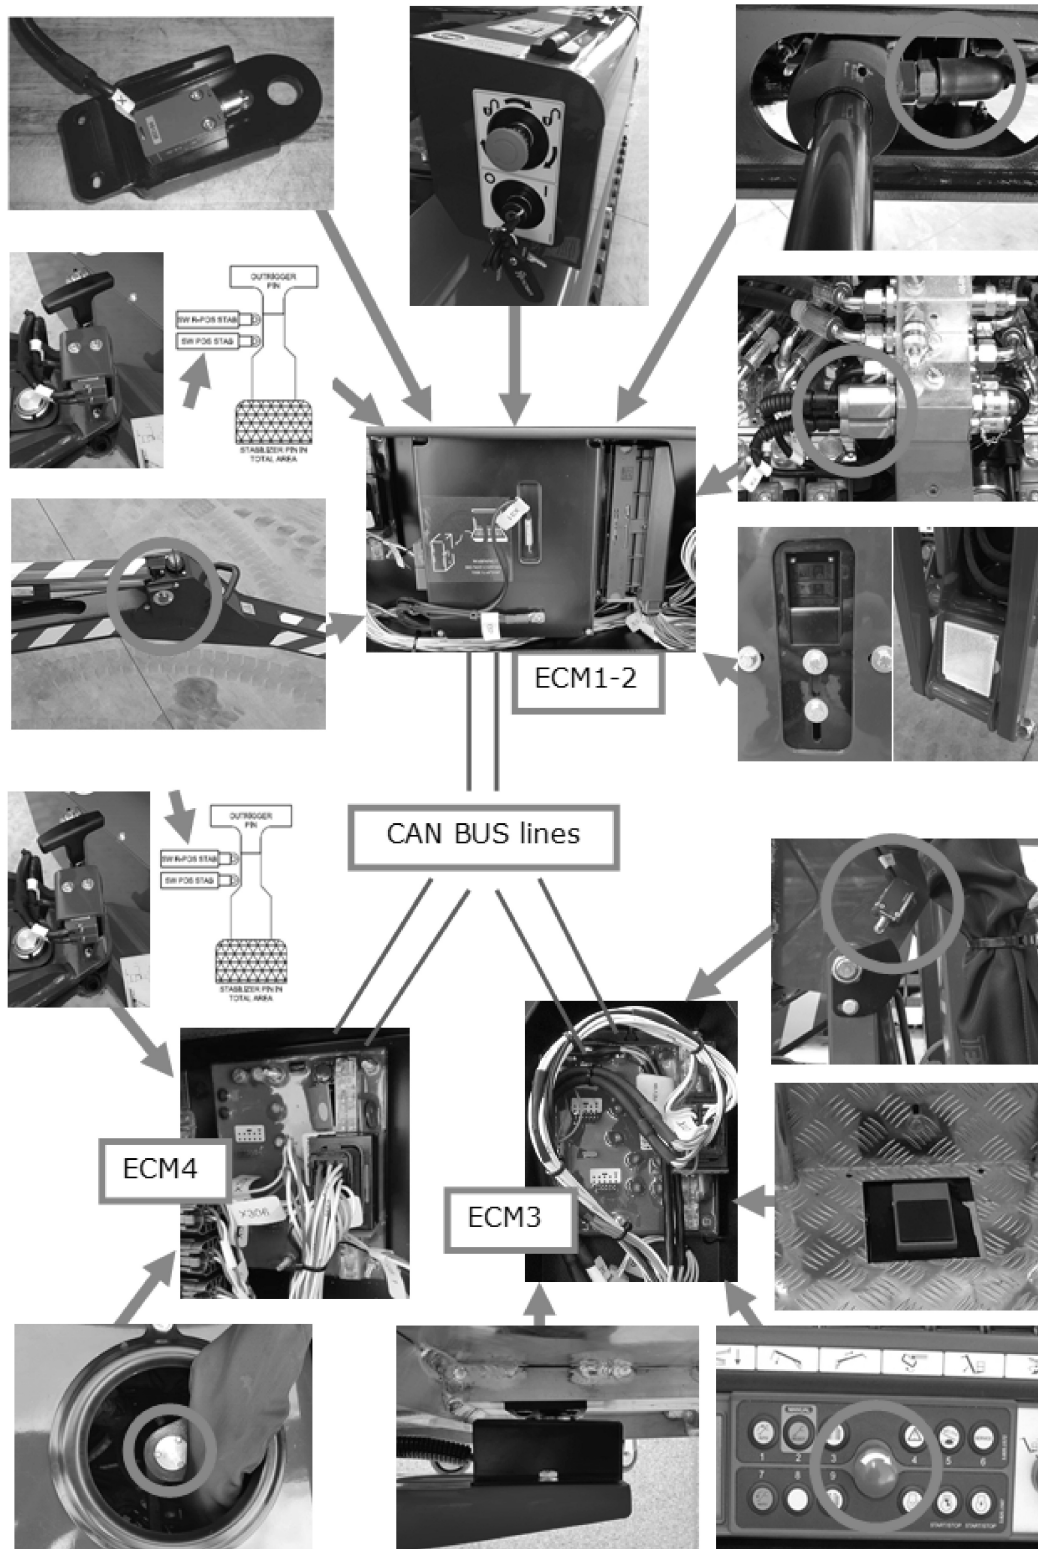 OUTRIGGER
PIN
SW R-POS STAB
SW POS STAB
STABILIZER PIN IN
TOTAL AREA
ECM1-2
CAN BUS lines
OUTRIGGER
PIN
SW R-POS STAB
SW POS STAB
STABILIZER PIN IN
TOTAL AREA
ECM4
X306
ECM3
MANUAL
1 2 3 4 5 6
7 8 9
START/STOP START/STOP